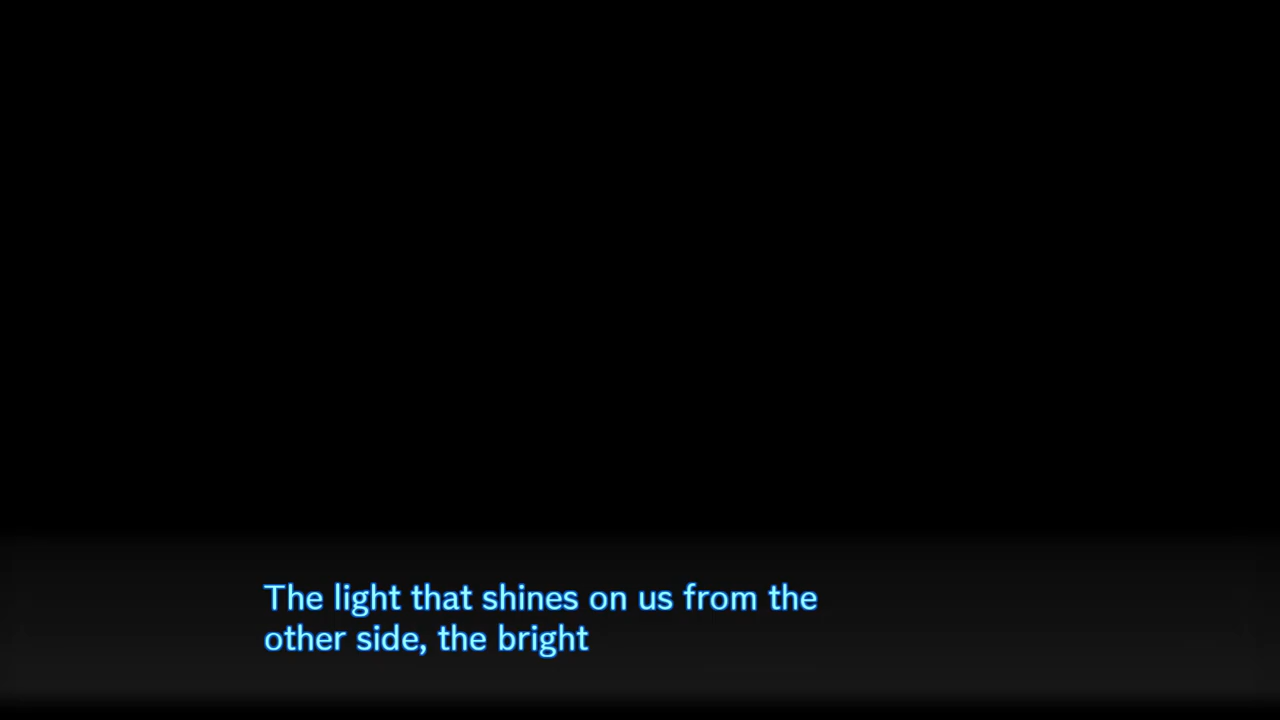 The light that shines on us from the
other side, the bright